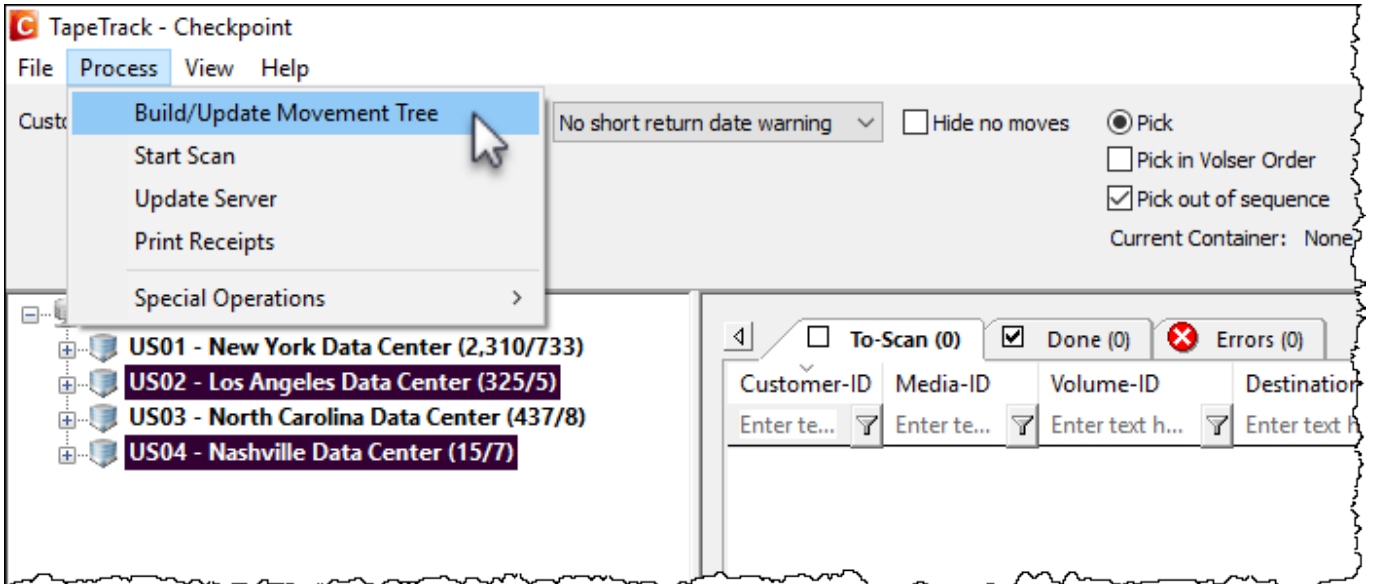 TapeTrack - Checkpoint
File Process View Help
Build/Update Movement Tree
Start Scan
Update Server
Print Receipts
Special Operations
No short return date warning
Hide no moves
Pick
Pick in Volser Order
Pick out of sequence
Current Container: None
US01 - New York Data Center (2,310/733)
US02 - Los Angeles Data Center (325/5)
US03 - North Carolina Data Center (437/8)
US04 - Nashville Data Center (15/7)
To-Scan (0) Done (0) Errors (0)
Customer-ID Media-ID Volume-ID Destination
Enter te... Enter te... Enter text h... Enter text